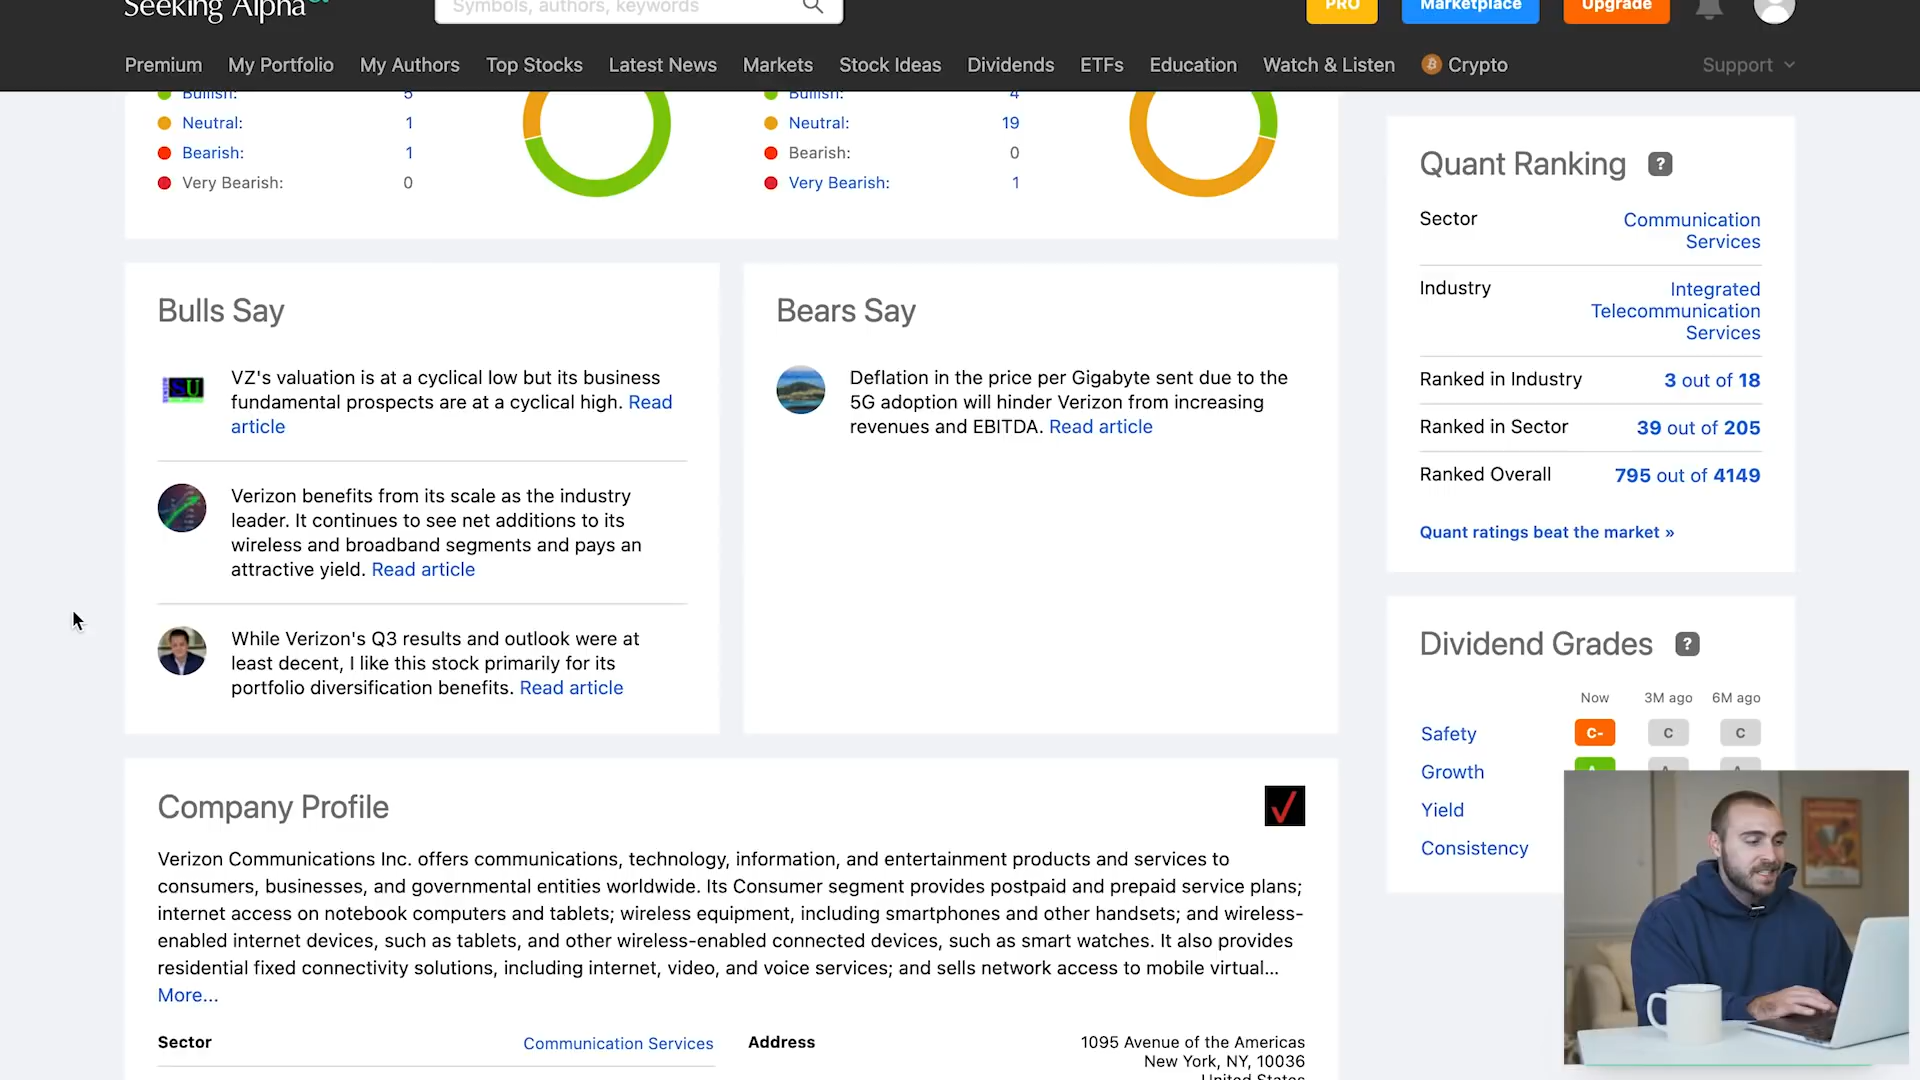 Seeking Alpha
Symbols, authors, keywords
PRO
Marketplace
Upgrade
Premium
My Portfolio
My Authors
Top Stocks
Latest News
Markets
Stock Ideas
Dividends
ETFs
Education
Watch & Listen
Crypto
Support
Bullish: 5
Neutral: 1
Bearish: 1
Very Bearish: 0
Bullish: 4
Neutral: 19
Bearish: 0
Very Bearish: 1
Bulls Say
VZ's valuation is at a cyclical low but its business
fundamental prospects are at a cyclical high. Read
article
Verizon benefits from its scale as the industry
leader. It continues to see net additions to its
wireless and broadband segments and pays an
attractive yield. Read article
While Verizon's Q3 results and outlook were at
least decent, I like this stock primarily for its
portfolio diversification benefits. Read article
Bears Say
Deflation in the price per Gigabyte sent due to the
5G adoption will hinder Verizon from increasing
revenues and EBITDA. Read article
Company Profile
Verizon Communications Inc. offers communications, technology, information, and entertainment products and services to
consumers, businesses, and governmental entities worldwide. Its Consumer segment provides postpaid and prepaid service plans;
internet access on notebook computers and tablets; wireless equipment, including smartphones and other handsets; and wireless-
enabled internet devices, such as tablets, and other wireless-enabled connected devices, such as smart watches. It also provides
residential fixed connectivity solutions, including internet, video, and voice services; and sells network access to mobile virtual...
More...
Sector Communication Services
Address 1095 Avenue of the Americas
New York, NY, 10036
United States
Quant Ranking ?
Sector Communication
Services
Industry Integrated
Telecommunication
Services
Ranked in Industry 3 out of 18
Ranked in Sector 39 out of 205
Ranked Overall 795 out of 4149
Quant ratings beat the market »
Dividend Grades ?
Now 3M ago 6M ago
Safety C- C C
Growth
Yield
Consistency